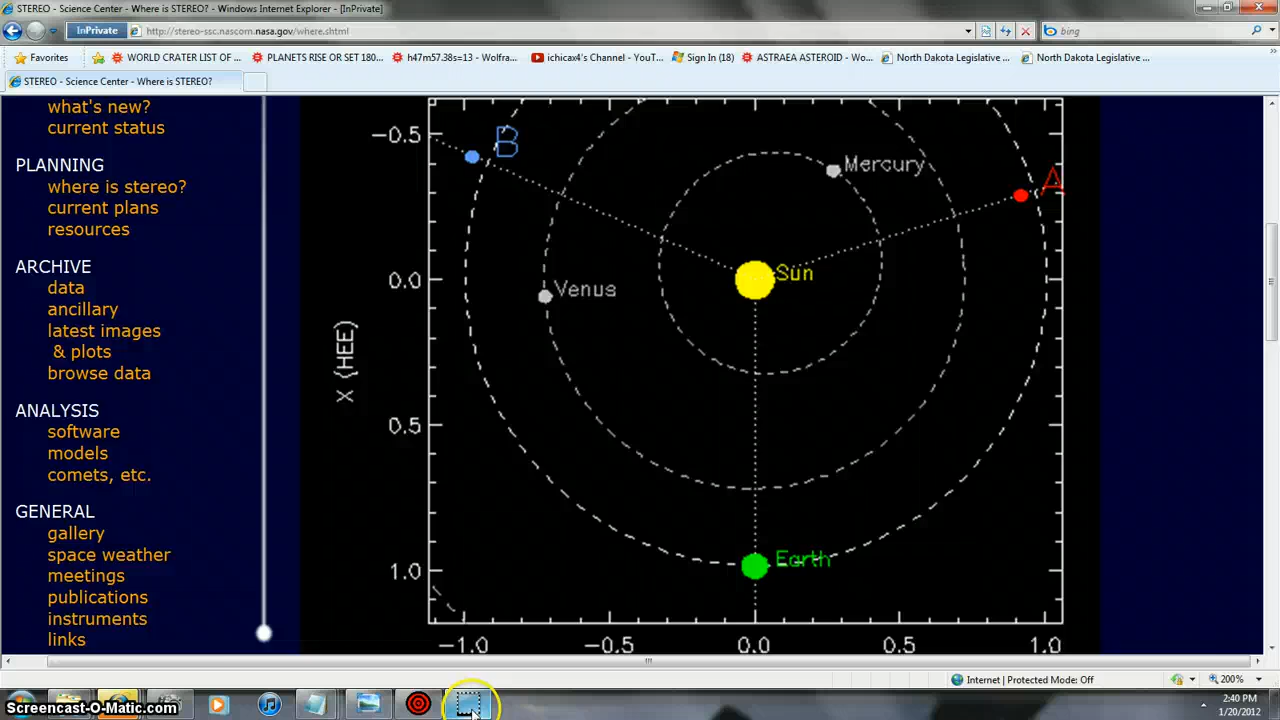 STEREO - Science Center - Where is STEREO? - Windows Internet Explorer - [InPrivate]
InPrivate http://stereo-ssc.nascom.nasa.gov/where.shtml bing
Favorites WORLD CRATER LIST OF ... PLANETS RISE OR SET 180... h47m57.38s=13 - Wolfra... ichicax4's Channel - YouTube Sign In (18) ASTRAEA ASTEROID - Wo... North Dakota Legislative ... North Dakota Legislative ...
STEREO - Science Center - Where is STEREO?
what's new?
current status
PLANNING
where is stereo?
current plans
resources
ARCHIVE
data
ancillary
latest images
& plots
browse data
ANALYSIS
software
models
comets, etc.
GENERAL
gallery
space weather
meetings
publications
instruments
links
-0.5
B
Mercury
A
0.0
Sun
Venus
X (HEE)
0.5
1.0
Earth
-1.0 -0.5 0.0 0.5 1.0
Internet | Protected Mode: Off 200%
Screencast-O-Matic.com
2:40 PM
1/20/2012